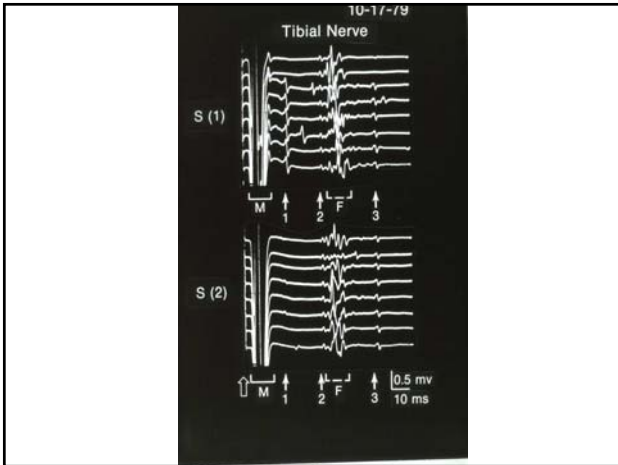 10-17-79
Tibial Nerve
S (1)
M F
1 2 3
S (2)
0.5 mv
M F
10 ms
1 2 3